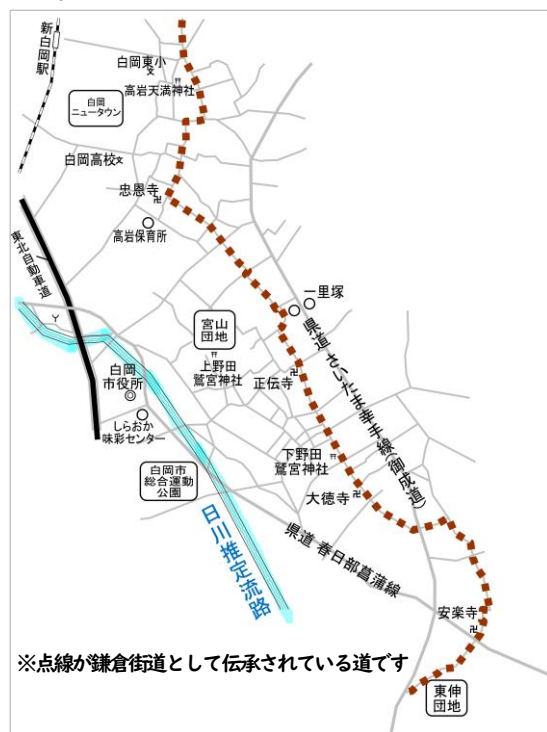 新白岡駅
白岡東小
文
高岩天満神社
白岡
ニュータウン
白岡高校
文
忠恩寺
卍
高岩保育所
東北自動車道
一里塚
宮山
団地
上野田
鷲宮神社
正伝寺
卍
県道 さいたま幸手線(御成道)
白岡
市役所
しらおか
味彩センター
下野田
鷲宮神社
白岡市
総合運動
公園
大徳寺
卍
日川推定流路
県道 春日部菖蒲線
安楽寺
卍
※点線が鎌倉街道として伝承されている道です
東伸
団地